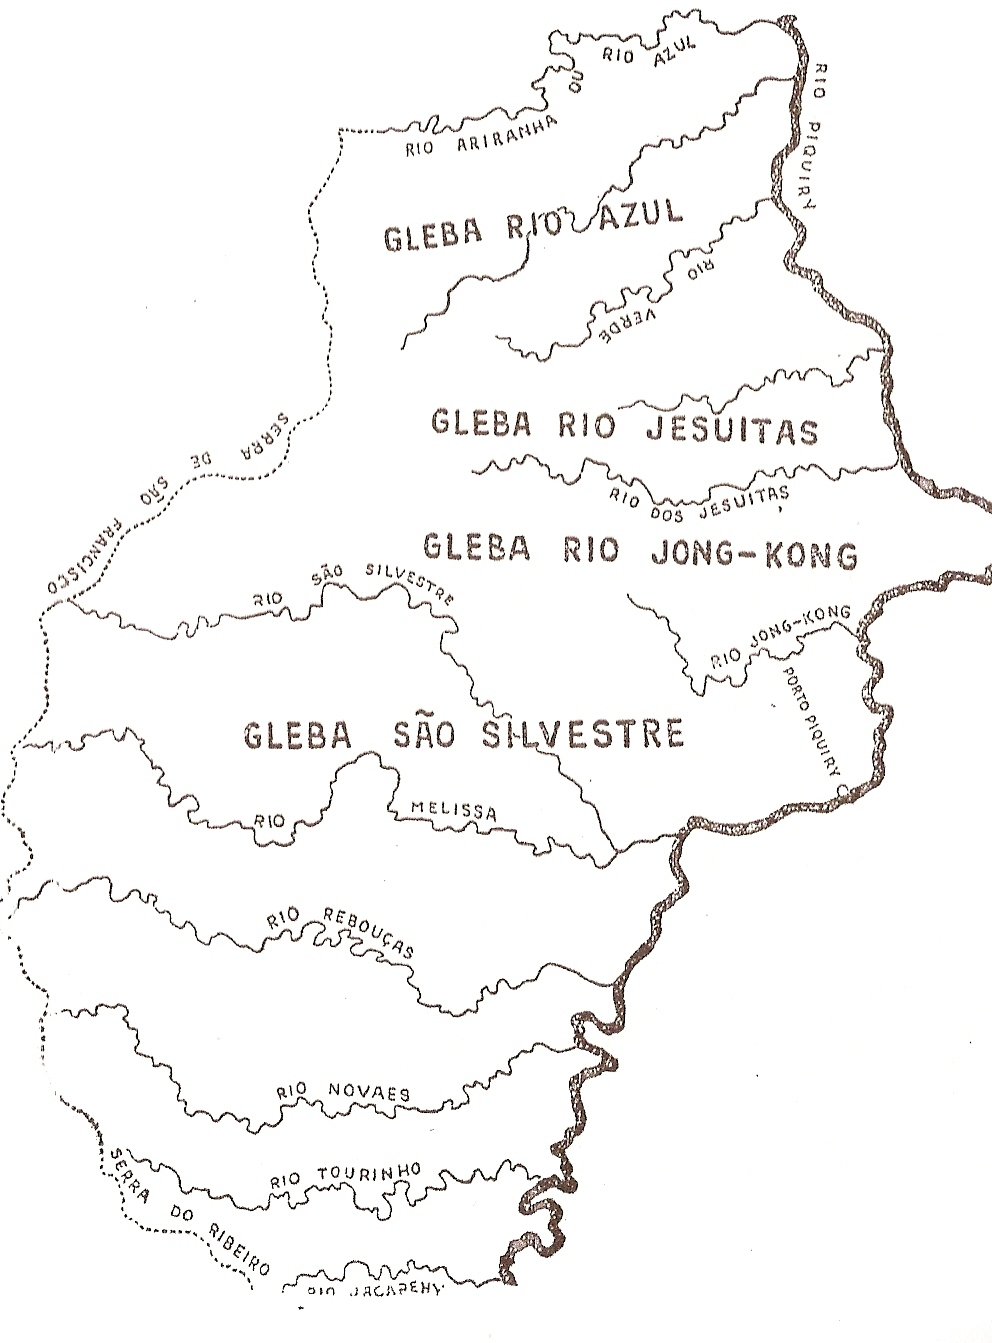 RIO AZUL
OU
RIO ARIRANHA
RIO PIQUIRY
GLEBA RIO AZUL
RIO VERDE
SERRA DE SÃO FRANCISCO
GLEBA RIO JESUITAS
RIO DOS JESUITAS
GLEBA RIO JONG-KONG
RIO SÃO SILVESTRE
RIO JONG-KONG
PORTO PIQUIRY
GLEBA SÃO SILVESTRE
RIO MELISSA
RIO REBOUÇAS
RIO NOVAES
RIO TOURINHO
SERRA DO RIBEIRO
RIO